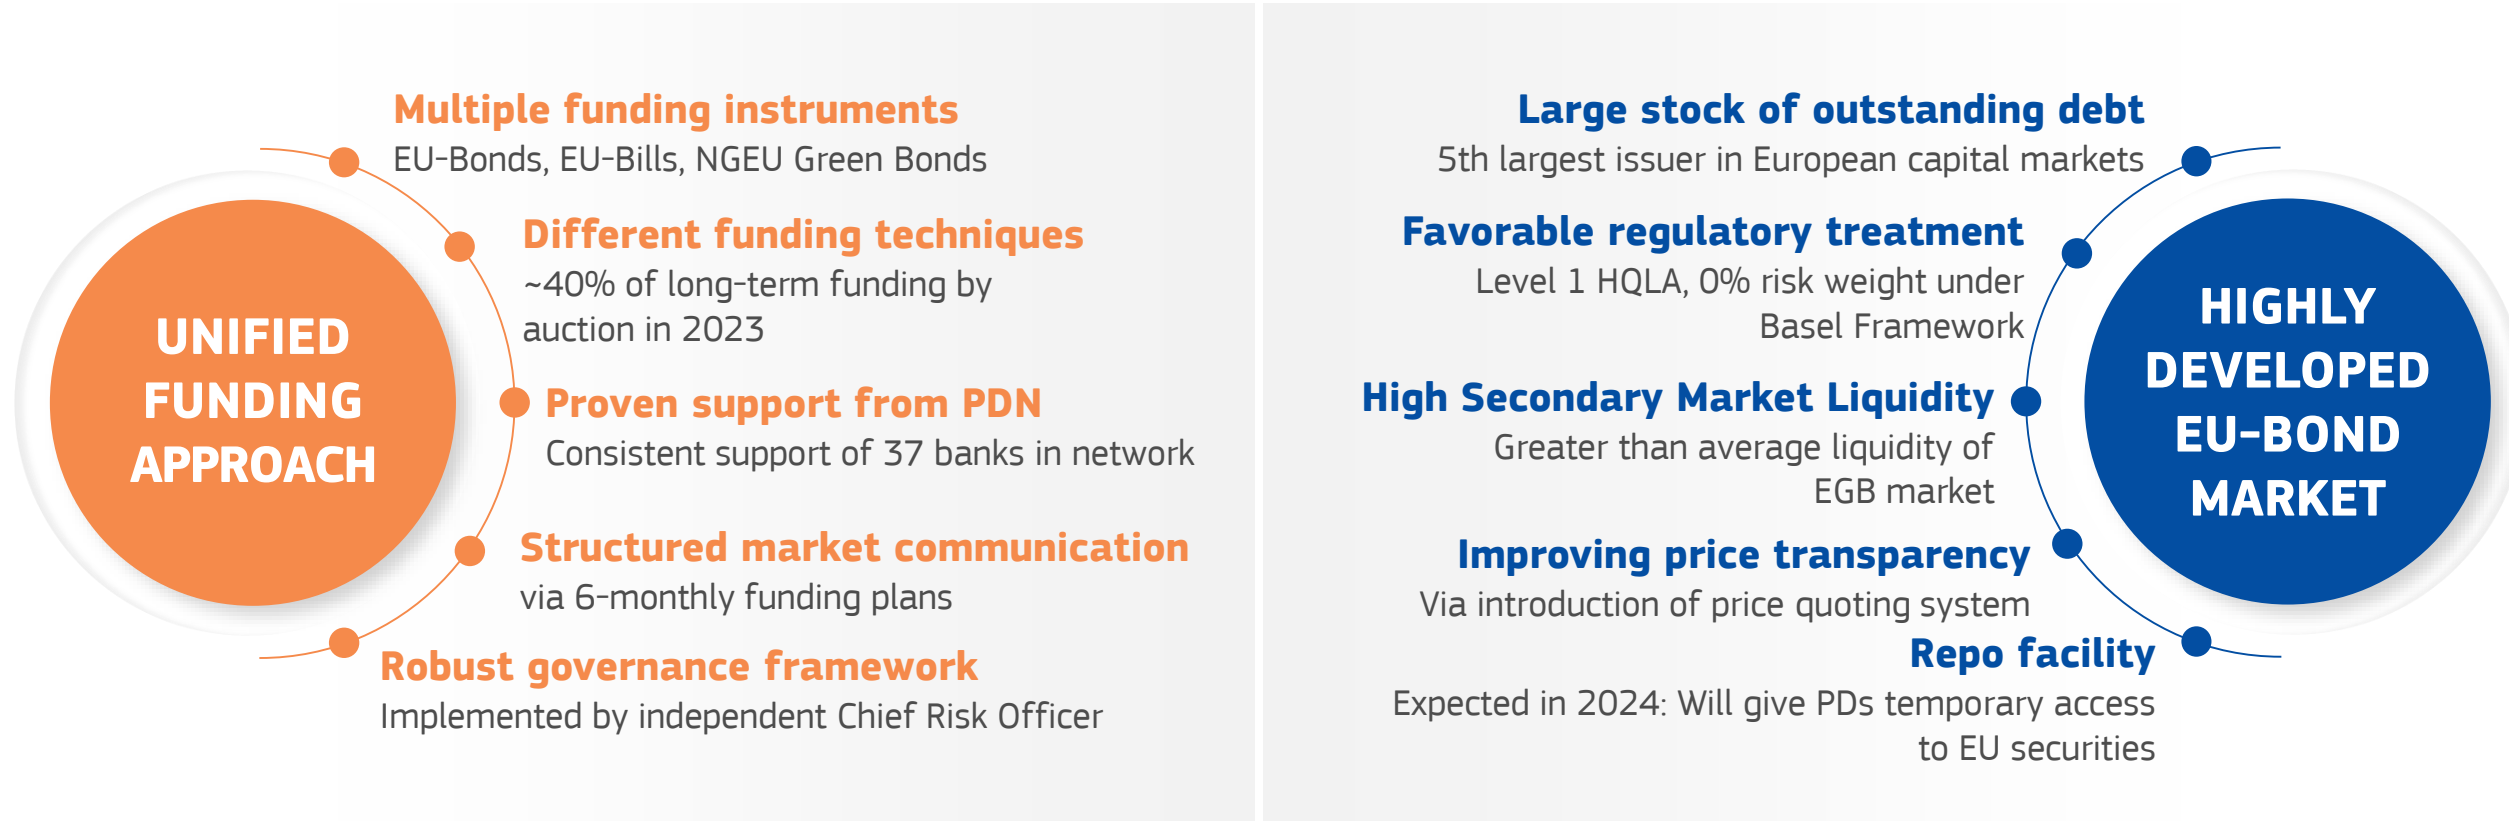 UNIFIED
FUNDING
APPROACH
Multiple funding instruments
EU-Bonds, EU-Bills, NGEU Green Bonds
Different funding techniques
~40% of long-term funding by
auction in 2023
Proven support from PDN
Consistent support of 37 banks in network
Structured market communication
via 6-monthly funding plans
Robust governance framework
Implemented by independent Chief Risk Officer
Large stock of outstanding debt
5th largest issuer in European capital markets
Favorable regulatory treatment
Level 1 HQLA, 0% risk weight under
Basel Framework
High Secondary Market Liquidity
Greater than average liquidity of
EGB market
Improving price transparency
Via introduction of price quoting system
Repo facility
Expected in 2024: Will give PDs temporary access
to EU securities
HIGHLY
DEVELOPED
EU-BOND
MARKET